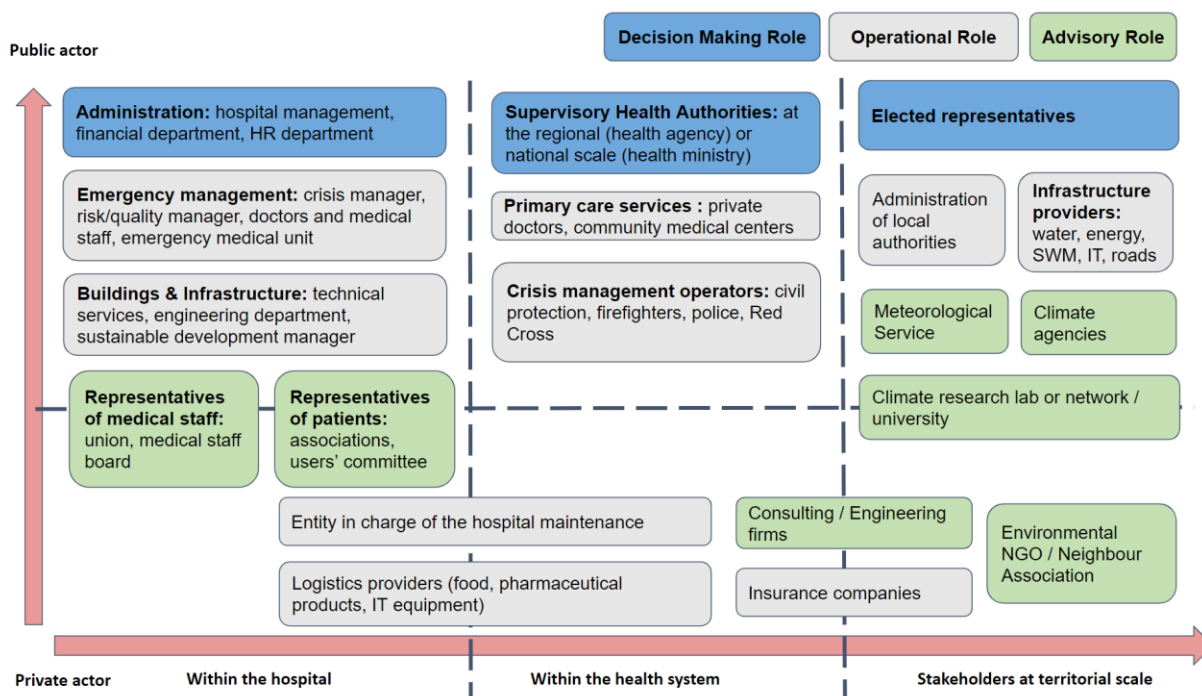 Public actor
Decision Making Role
Operational Role
Advisory Role
Administration: hospital management,
financial department, HR department
Supervisory Health Authorities: at
the regional (health agency) or
national scale (health ministry)
Elected representatives
Emergency management: crisis manager,
risk/quality manager, doctors and medical
staff, emergency medical unit
Primary care services : private
doctors, community medical centers
Administration
of local
authorities
Infrastructure
providers:
water, energy,
SWM, IT, roads
Buildings & Infrastructure: technical
services, engineering department,
sustainable development manager
Crisis management operators: civil
protection, firefighters, police, Red
Cross
Meteorological
Service
Climate
agencies
Representatives
of medical staff:
union, medical staff
board
Representatives
of patients:
associations,
users' committee
Climate research lab or network /
university
Entity in charge of the hospital maintenance
Consulting / Engineering
firms
Environmental
NGO / Neighbour
Association
Logistics providers (food, pharmaceutical
products, IT equipment)
Insurance companies
Private actor
Within the hospital
Within the health system
Stakeholders at territorial scale